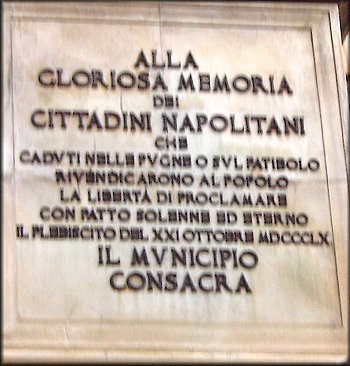 ALLA
GLORIOSA MEMORIA
DEI
CITTADINI NAPOLITANI
CHE
CADVTI NELLE PVGNE O SVL PATIBOLO
RIVENDICARONO AL POPOLO
LA LIBERTÀ DI PROCLAMARE
CON PATTO SOLENNE ED ETERNO
IL PLEBISCITO DEL XXI OTTOBRE MDCCCLX
IL MVNICIPIO
CONSACRA